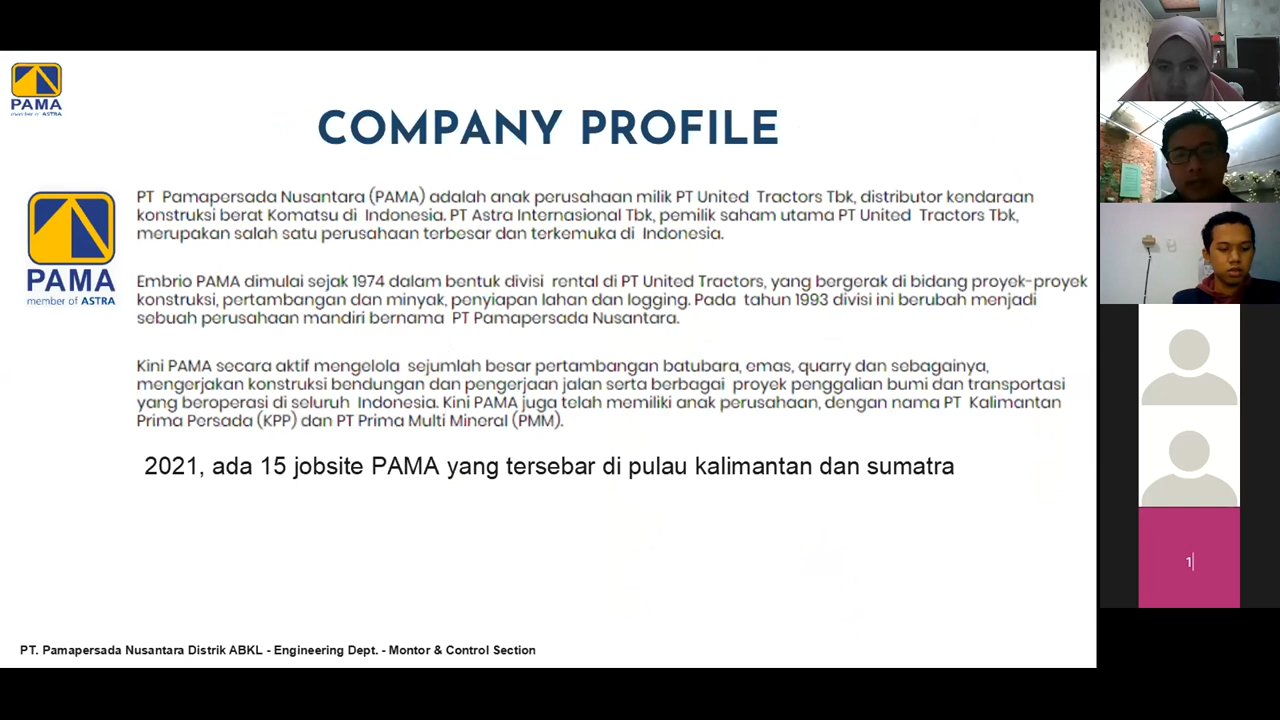 PAMA
member of ASTRA
COMPANY PROFILE
PAMA
member of ASTRA
PT Pamapersada Nusantara (PAMA) adalah anak perusahaan milik PT United Tractors Tbk, distributor kendaraan
konstruksi berat Komatsu di Indonesia. PT Astra Internasional Tbk, pemilik saham utama PT United Tractors Tbk,
merupakan salah satu perusahaan terbesar dan terkemuka di Indonesia.
Embrio PAMA dimulai sejak 1974 dalam bentuk divisi rental di PT United Tractors, yang bergerak di bidang proyek-proyek
konstruksi, pertambangan dan minyak, penyiapan lahan dan logging. Pada tahun 1993 divisi ini berubah menjadi
sebuah perusahaan mandiri bernama PT Pamapersada Nusantara.
Kini PAMA secara aktif mengelola sejumlah besar pertambangan batubara, emas, quarry dan sebagainya,
mengerjakan konstruksi bendungan dan pengerjaan jalan serta berbagai proyek penggalian bumi dan transportasi
yang beroperasi di seluruh Indonesia. Kini PAMA juga telah memiliki anak perusahaan, dengan nama PT Kalimantan
Prima Persada (KPP) dan PT Prima Multi Mineral (PMM).
2021, ada 15 jobsite PAMA yang tersebar di pulau kalimantan dan sumatra
PT. Pamapersada Nusantara Distrik ABKL - Engineering Dept. - Montor & Control Section
1